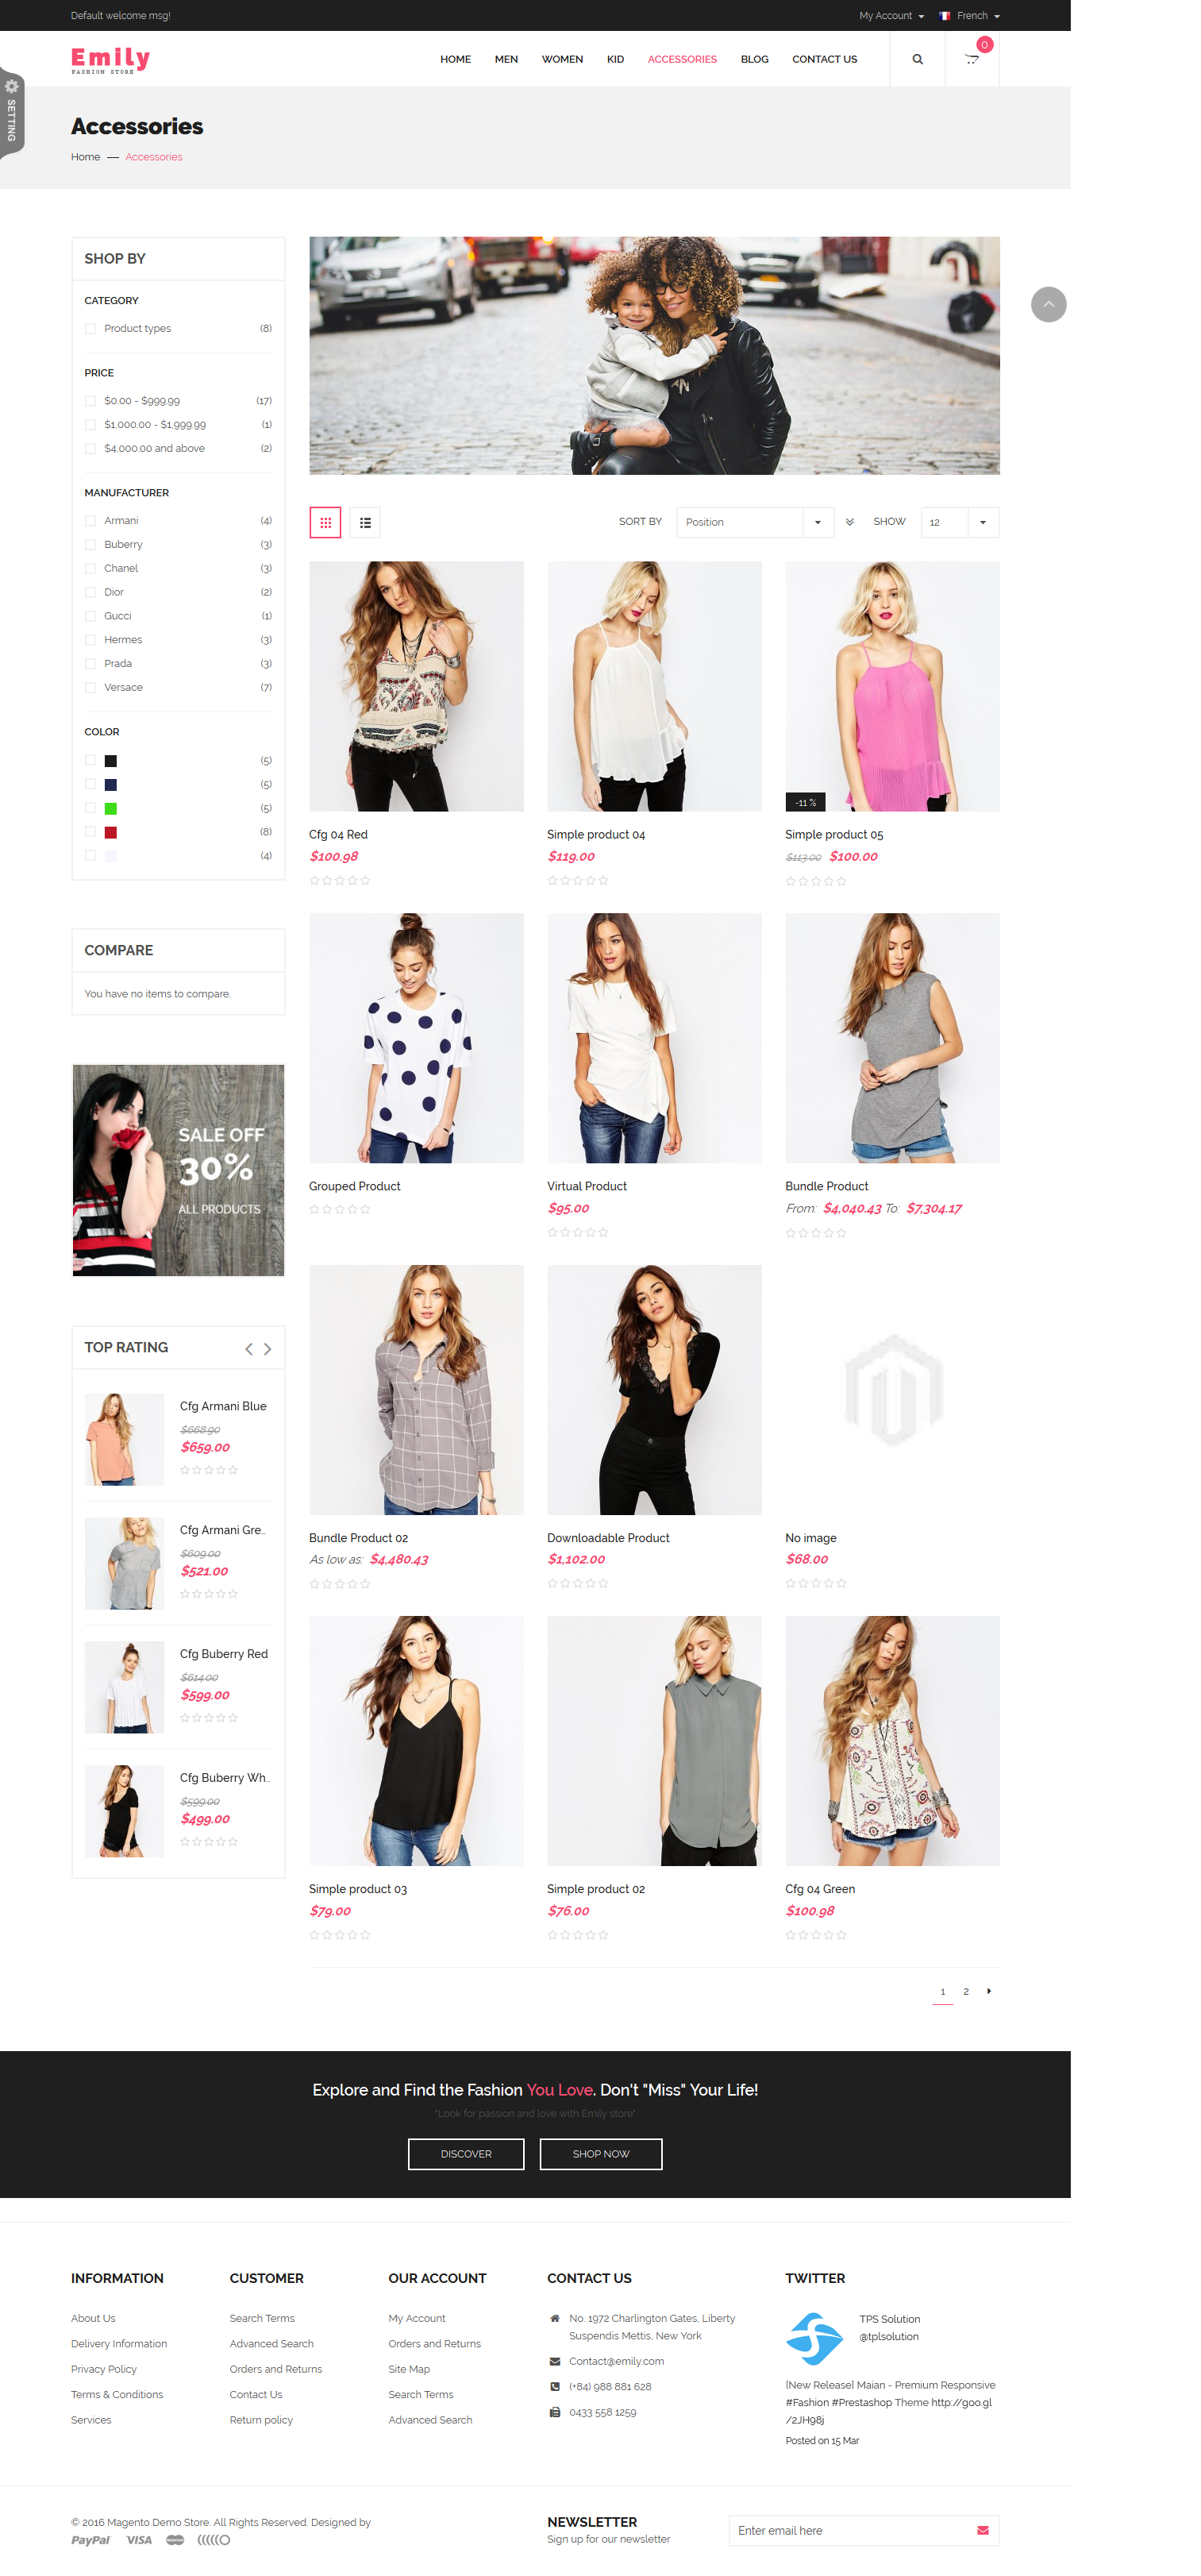 Default welcome msg!
My Account
French
Emily
FASHION STORE
HOME
MEN
WOMEN
KID
ACCESSORIES
BLOG
CONTACT US
0
SETTING
Accessories
Home — Accessories
SHOP BY
CATEGORY
Product types (8)
PRICE
$0.00 - $999.99 (17)
$1,000.00 - $1,999.99 (1)
$4,000.00 and above (2)
MANUFACTURER
Armani (4)
Buberry (3)
Chanel (3)
Dior (2)
Gucci (1)
Hermes (3)
Prada (3)
Versace (7)
COLOR
(5)
(5)
(5)
(8)
(4)
COMPARE
You have no items to compare.
SALE OFF
30%
ALL PRODUCTS
TOP RATING
Cfg Armani Blue
$668.90
$659.00
Cfg Armani Gre..
$609.00
$521.00
Cfg Buberry Red
$614.00
$599.00
Cfg Buberry Wh..
$599.00
$499.00
SORT BY
Position
SHOW
12
Cfg 04 Red
$100.98
Simple product 04
$119.00
-11 %
Simple product 05
$113.00 $100.00
Grouped Product
Virtual Product
$95.00
Bundle Product
From: $4,040.43 To: $7,304.17
Bundle Product 02
As low as: $4,480.43
Downloadable Product
$1,102.00
No image
$68.00
Simple product 03
$79.00
Simple product 02
$76.00
Cfg 04 Green
$100.98
1 2
Explore and Find the Fashion You Love. Don't "Miss" Your Life!
"Look for passion and love with Emily store"
DISCOVER
SHOP NOW
INFORMATION
About Us
Delivery Information
Privacy Policy
Terms & Conditions
Services
CUSTOMER
Search Terms
Advanced Search
Orders and Returns
Contact Us
Return policy
OUR ACCOUNT
My Account
Orders and Returns
Site Map
Search Terms
Advanced Search
CONTACT US
No. 1972 Charlington Gates, Liberty
Suspendis Mettis, New York
Contact@emily.com
(+84) 988 881 628
0433 558 1259
TWITTER
TPS Solution
@tplsolution
[New Release] Maian - Premium Responsive
#Fashion #Prestashop Theme http://goo.gl
/2JH98j
Posted on 15 Mar
© 2016 Magento Demo Store. All Rights Reserved. Designed by
PayPal VISA
NEWSLETTER
Sign up for our newsletter
Enter email here